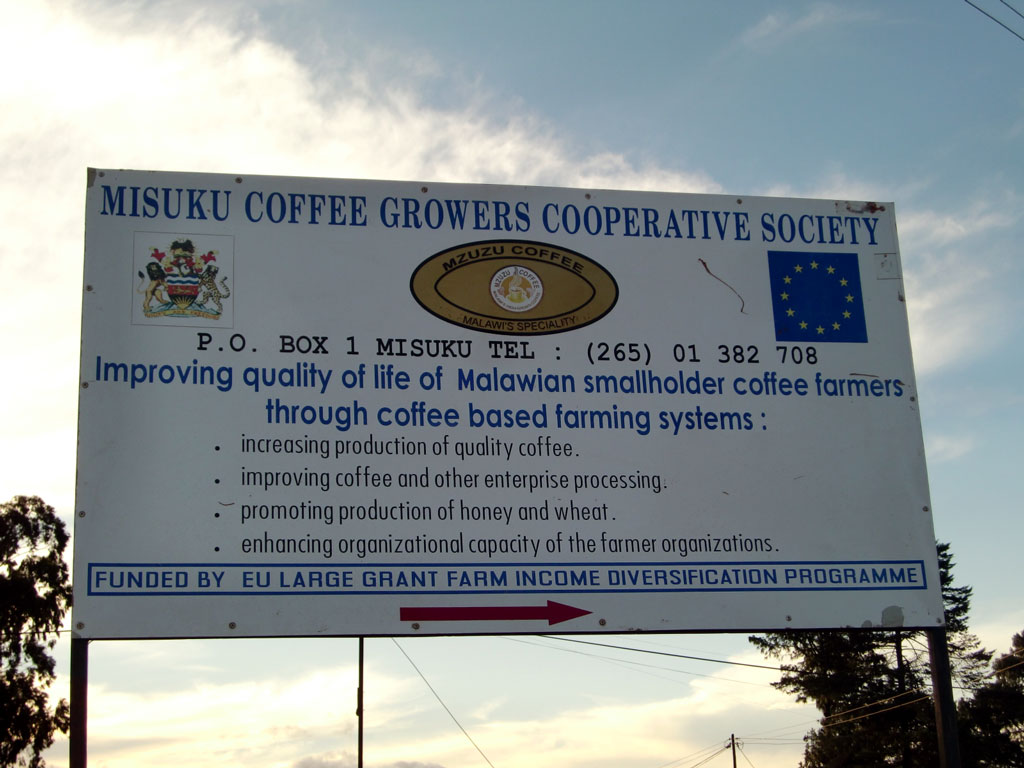 MISUKU COFFEE GROWERS COOPERATIVE SOCIETY
MZUZU COFFEE
MZUZU COFFEE
MALAWI'S SPECIALITY
P.O. BOX 1 MISUKU TEL : (265) 01 382 708
Improving quality of life of Malawian smallholder coffee farmers
through coffee based farming systems :
• increasing production of quality coffee.
• improving coffee and other enterprise processing.
• promoting production of honey and wheat.
• enhancing organizational capacity of the farmer organizations.
FUNDED BY EU LARGE GRANT FARM INCOME DIVERSIFICATION PROGRAMME